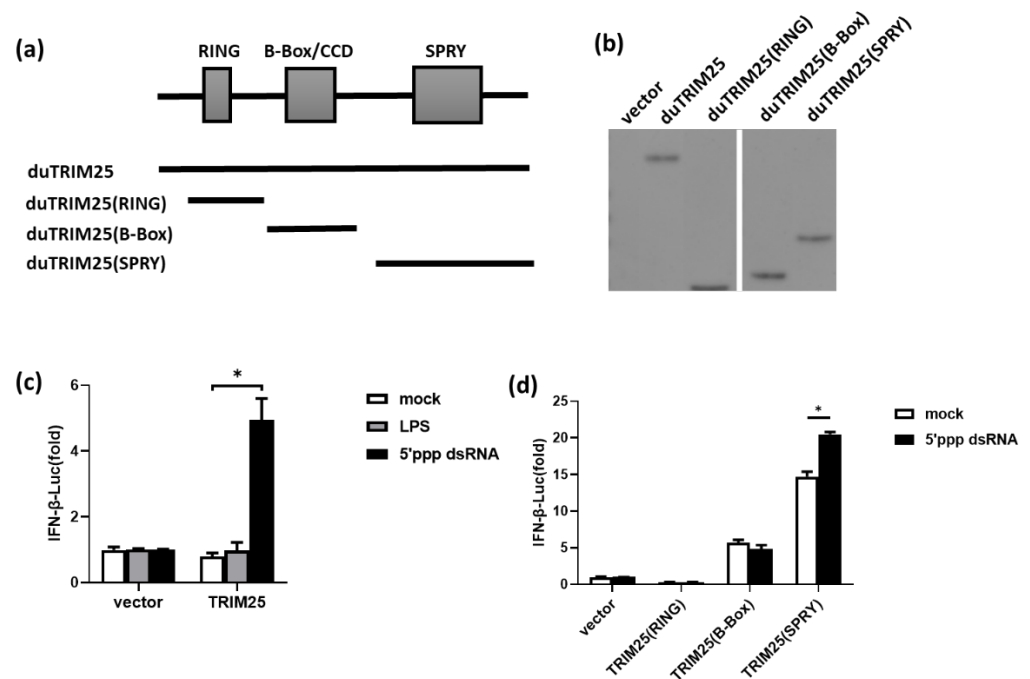 (a)
RING B-Box/CCD SPRY
duTRIM25
duTRIM25(RING)
duTRIM25(B-Box)
duTRIM25(SPRY)
(b)
vector
duTRIM25
duTRIM25(RING)
duTRIM25(B-Box)
duTRIM25(SPRY)
(c)
IFN-β-Luc(fold)
6
4
2
0
*
vector TRIM25
mock
LPS
5'ppp dsRNA
(d)
IFN-β-Luc(fold)
25
20
15
10
5
0
*
vector
TRIM25(RING)
TRIM25(B-Box)
TRIM25(SPRY)
mock
5'ppp dsRNA